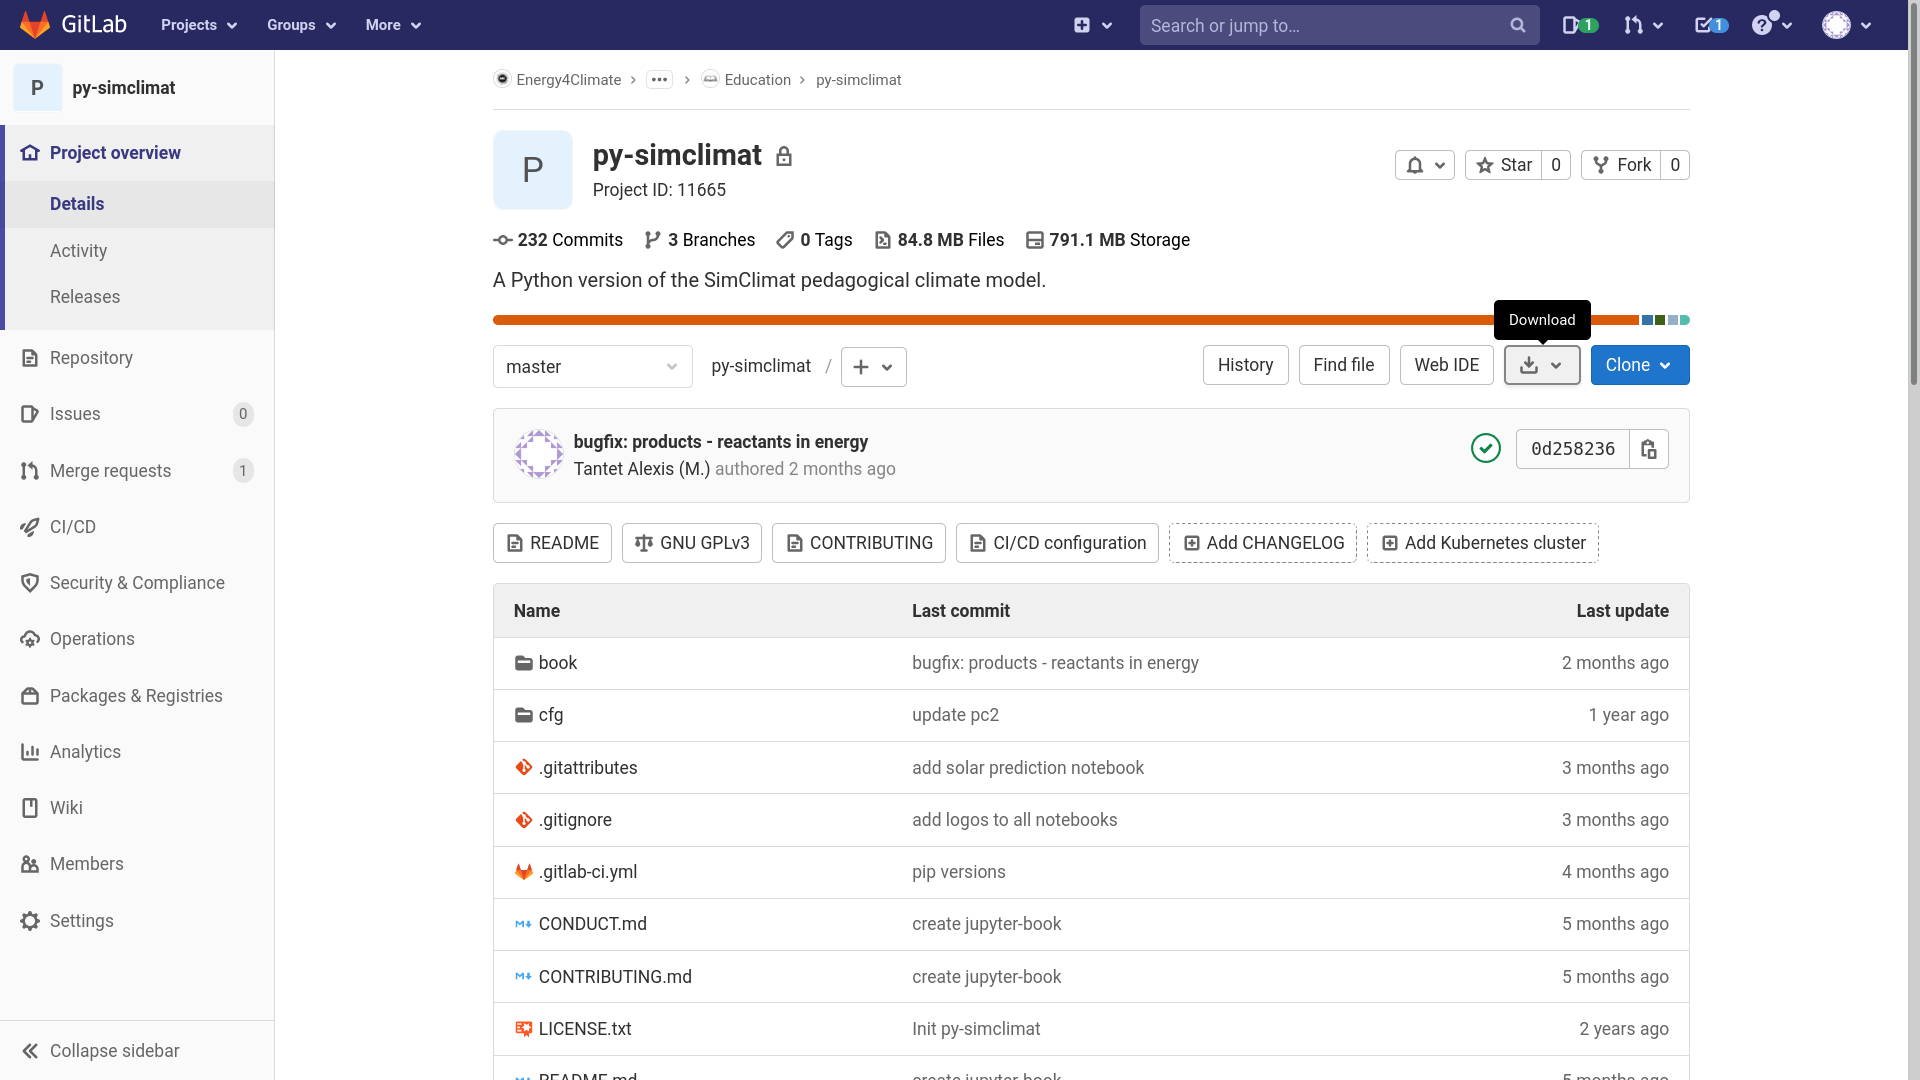 GitLab Projects Groups More Search or jump to... 1 1
P py-simclimat
Project overview
Details
Activity
Releases
Repository
Issues 0
Merge requests 1
CI/CD
Security & Compliance
Operations
Packages & Registries
Analytics
Wiki
Members
Settings
Collapse sidebar
Energy4Climate > ... > Education > py-simclimat
P
py-simclimat
Project ID: 11665
Star 0 Fork 0
232 Commits 3 Branches 0 Tags 84.8 MB Files 791.1 MB Storage
A Python version of the SimClimat pedagogical climate model.
Download
master py-simclimat / + History Find file Web IDE Clone
bugfix: products - reactants in energy
Tantet Alexis (M.) authored 2 months ago
0d258236
README GNU GPLv3 CONTRIBUTING CI/CD configuration Add CHANGELOG Add Kubernetes cluster
Name Last commit Last update
book bugfix: products - reactants in energy 2 months ago
cfg update pc2 1 year ago
.gitattributes add solar prediction notebook 3 months ago
.gitignore add logos to all notebooks 3 months ago
.gitlab-ci.yml pip versions 4 months ago
CONDUCT.md create jupyter-book 5 months ago
CONTRIBUTING.md create jupyter-book 5 months ago
LICENSE.txt Init py-simclimat 2 years ago
README.md create jupyter-book 5 months ago